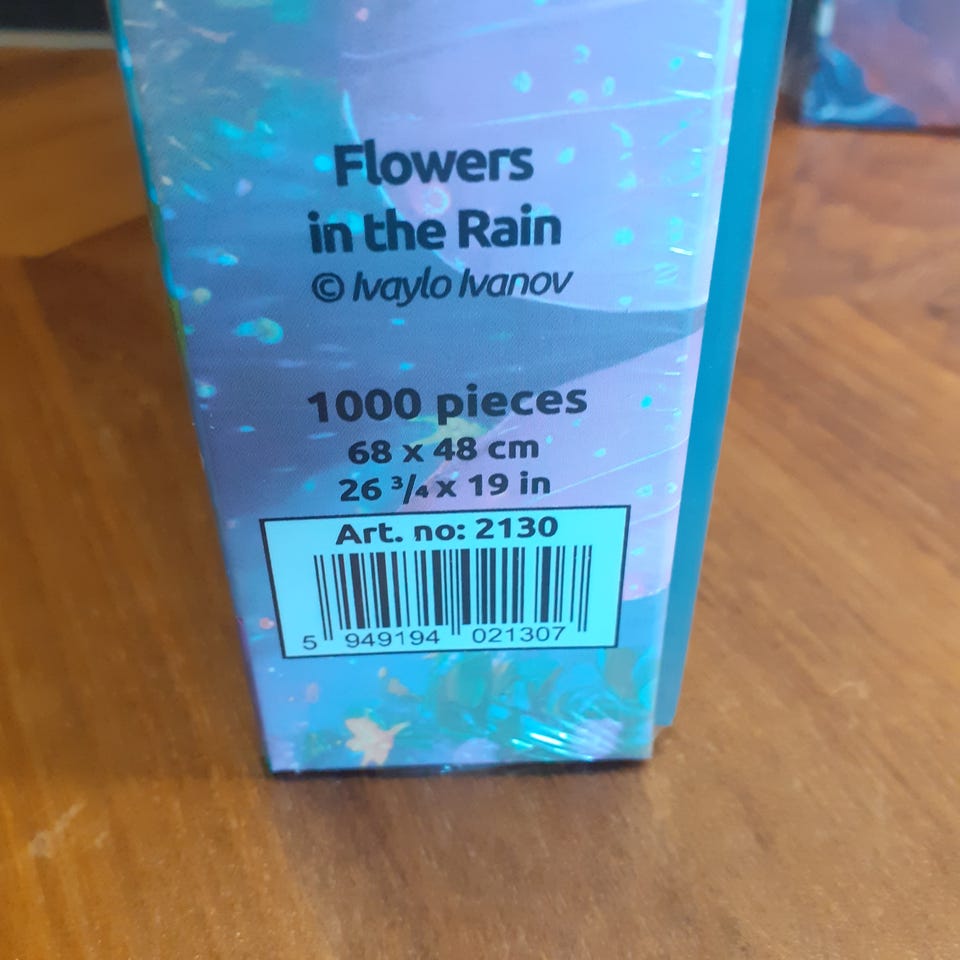 Flowers
in the Rain
© Ivaylo Ivanov
1000 pieces
68 x 48 cm
26 3/4 x 19 in
Art. no: 2130
5 949194 021307